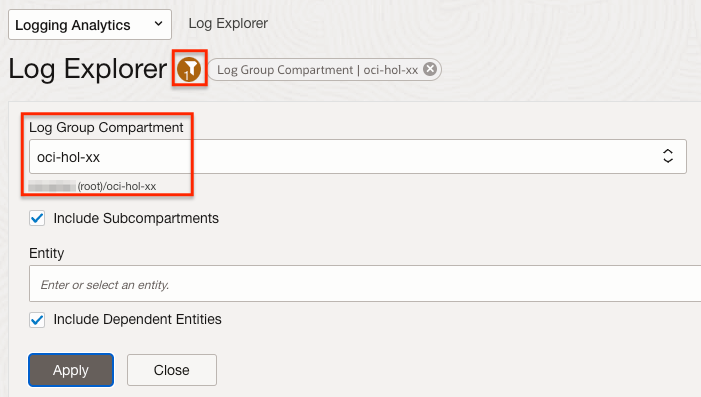 Logging Analytics Log Explorer
Log Explorer 1 Log Group Compartment | oci-hol-xx
Log Group Compartment
oci-hol-xx
(root)/oci-hol-xx
Include Subcompartments
Entity
Enter or select an entity.
Include Dependent Entities
Apply Close